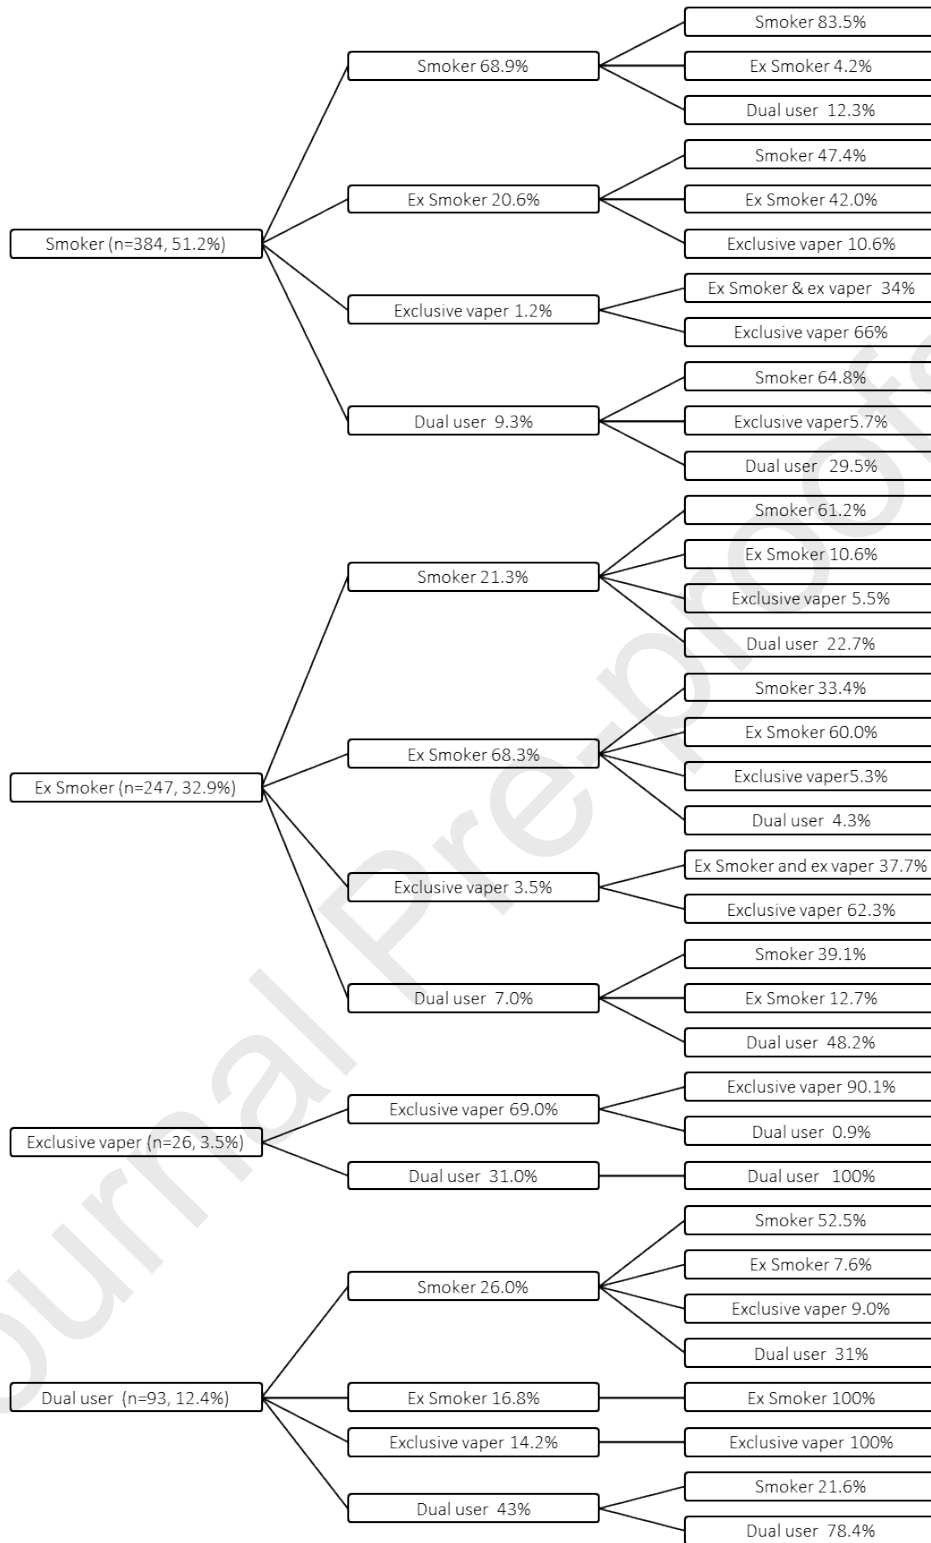 Smoker (n=384, 51.2%)
Smoker 68.9%
Smoker 83.5%
Ex Smoker 4.2%
Dual user 12.3%
Ex Smoker 20.6%
Smoker 47.4%
Ex Smoker 42.0%
Exclusive vaper 10.6%
Exclusive vaper 1.2%
Ex Smoker & ex vaper 34%
Exclusive vaper 66%
Dual user 9.3%
Smoker 64.8%
Exclusive vaper5.7%
Dual user 29.5%
Ex Smoker (n=247, 32.9%)
Smoker 21.3%
Smoker 61.2%
Ex Smoker 10.6%
Exclusive vaper 5.5%
Dual user 22.7%
Ex Smoker 68.3%
Smoker 33.4%
Ex Smoker 60.0%
Exclusive vaper5.3%
Dual user 4.3%
Exclusive vaper 3.5%
Ex Smoker and ex vaper 37.7%
Exclusive vaper 62.3%
Dual user 7.0%
Smoker 39.1%
Ex Smoker 12.7%
Dual user 48.2%
Exclusive vaper (n=26, 3.5%)
Exclusive vaper 69.0%
Exclusive vaper 90.1%
Dual user 0.9%
Dual user 31.0%
Dual user 100%
Dual user (n=93, 12.4%)
Smoker 26.0%
Smoker 52.5%
Ex Smoker 7.6%
Exclusive vaper 9.0%
Dual user 31%
Ex Smoker 16.8%
Ex Smoker 100%
Exclusive vaper 14.2%
Exclusive vaper 100%
Dual user 43%
Smoker 21.6%
Dual user 78.4%
Journal Pre-proofs